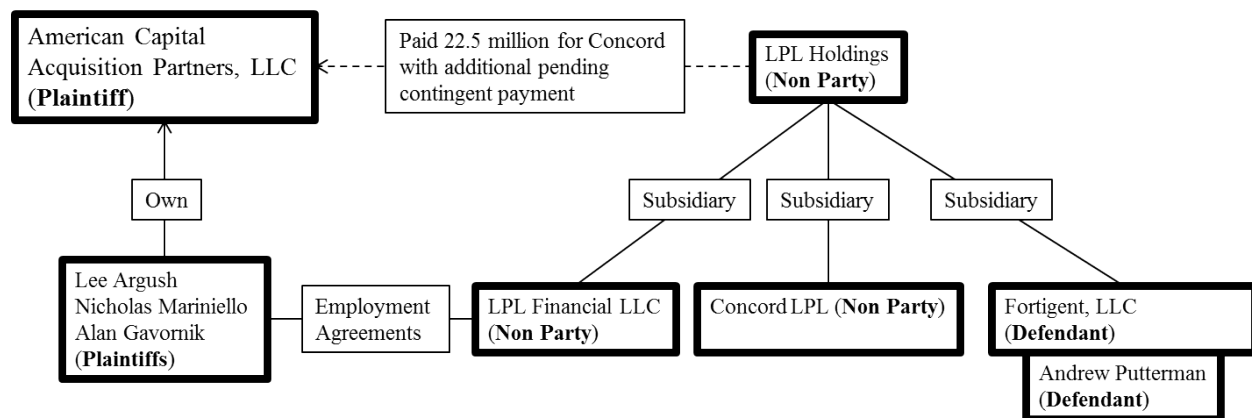 American Capital
Acquisition Partners, LLC
(Plaintiff)
Paid 22.5 million for Concord
with additional pending
contingent payment
LPL Holdings
(Non Party)
Own
Subsidiary
Subsidiary
Subsidiary
Lee Argush
Nicholas Mariniello
Alan Gavornik
(Plaintiffs)
Employment
Agreements
LPL Financial LLC
(Non Party)
Concord LPL (Non Party)
Fortigent, LLC
(Defendant)
Andrew Putterman
(Defendant)